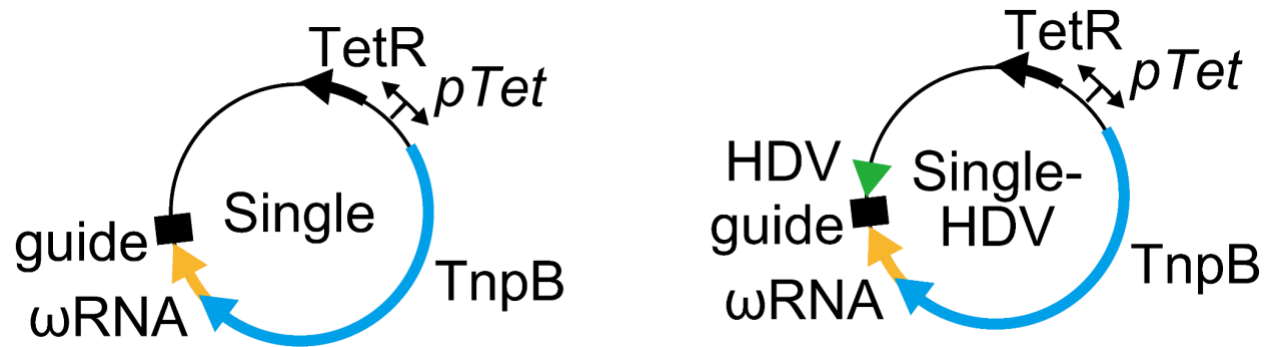 TetR
pTet
Single
guide
ωRNA
TnpB
TetR
pTet
HDV
Single-
HDV
guide
ωRNA
TnpB